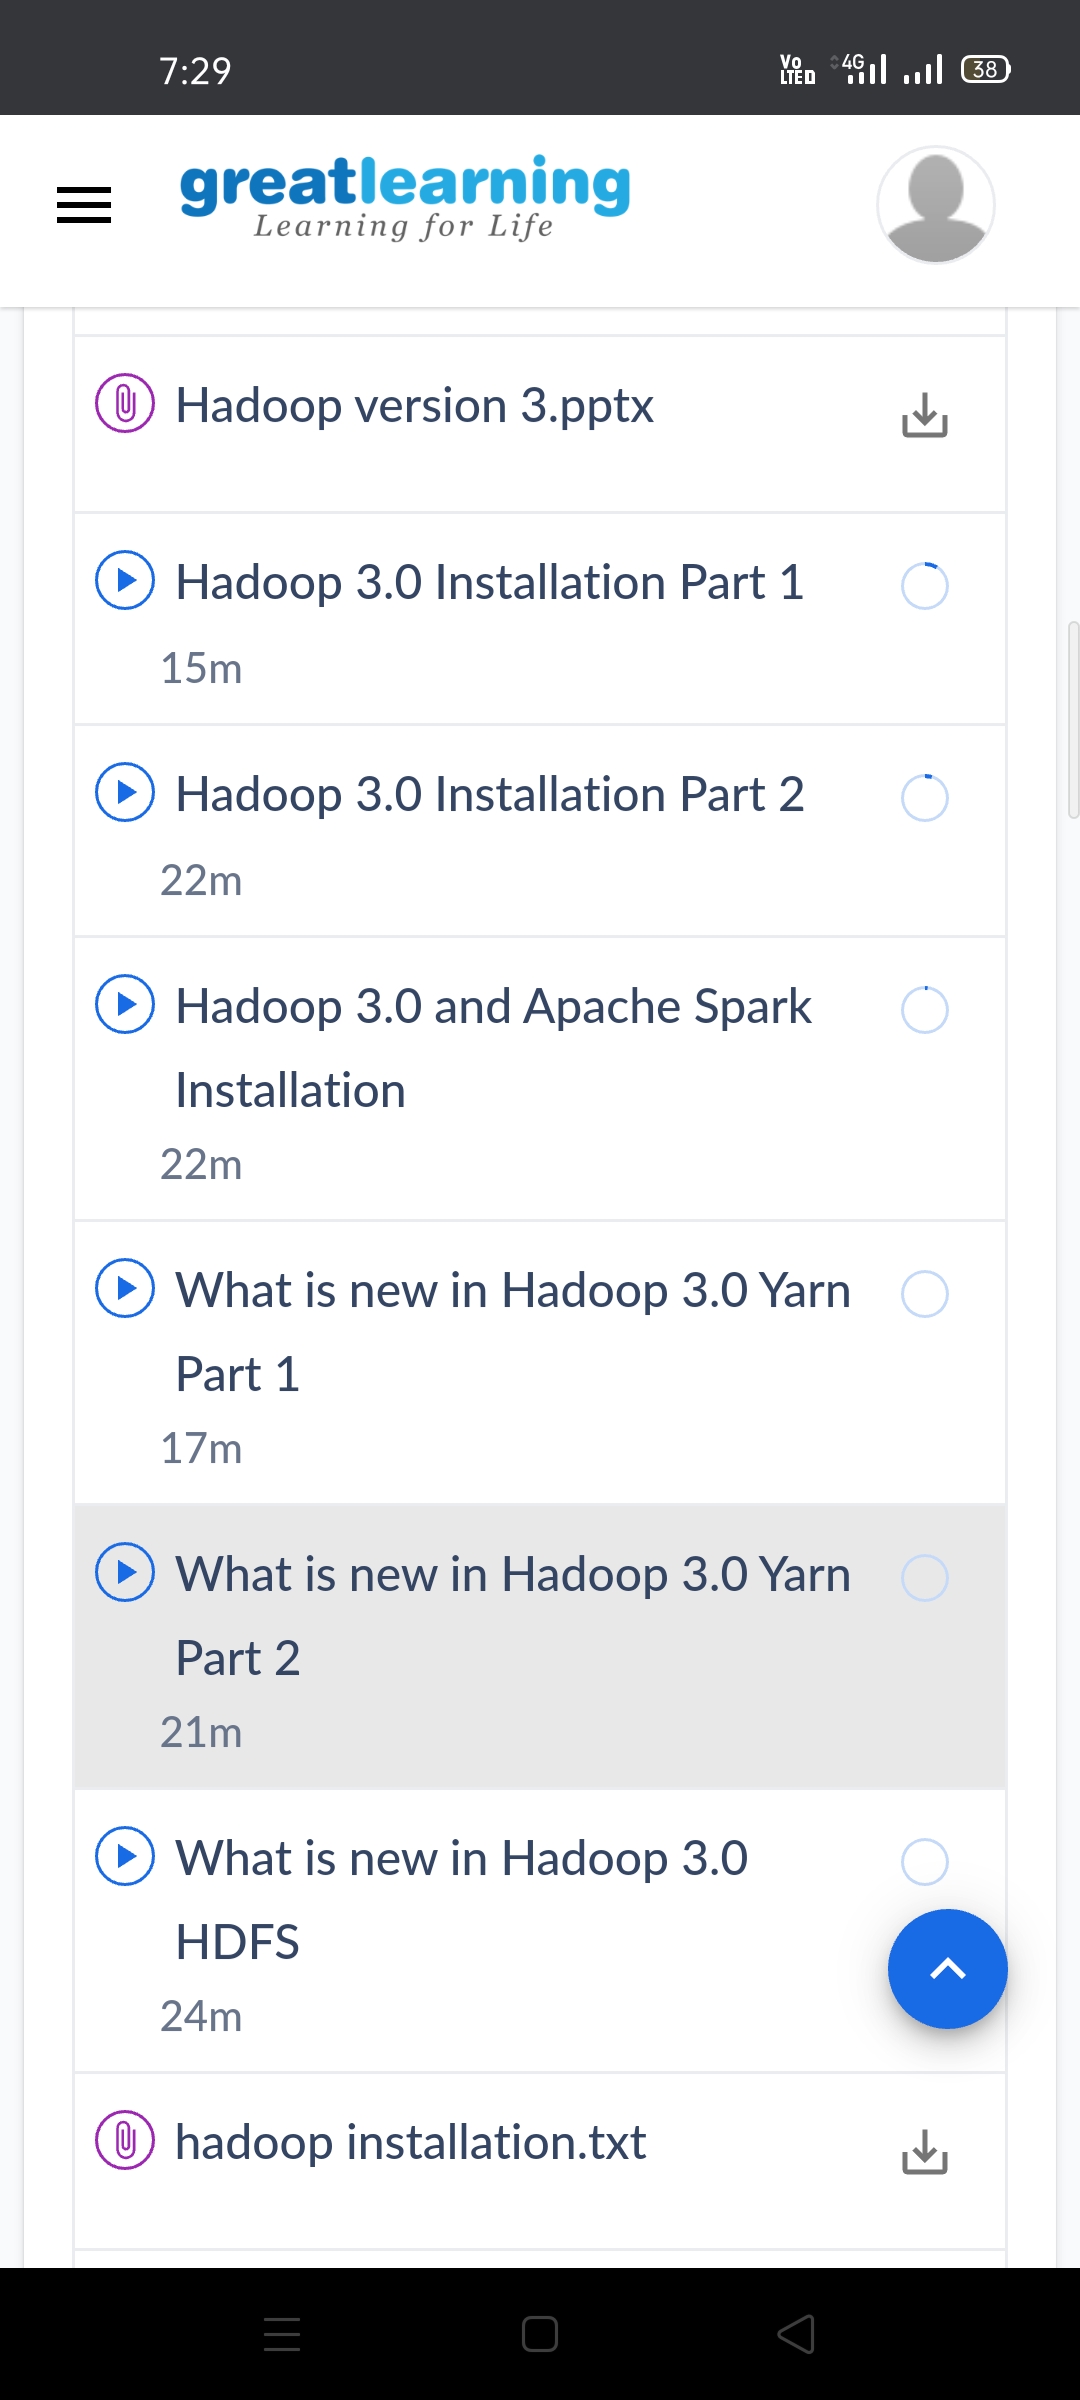 7:29
Vo LTE 4G 38
greatlearning
Learning for Life
Hadoop version 3.pptx
Hadoop 3.0 Installation Part 1
15m
Hadoop 3.0 Installation Part 2
22m
Hadoop 3.0 and Apache Spark
Installation
22m
What is new in Hadoop 3.0 Yarn
Part 1
17m
What is new in Hadoop 3.0 Yarn
Part 2
21m
What is new in Hadoop 3.0
HDFS
24m
hadoop installation.txt